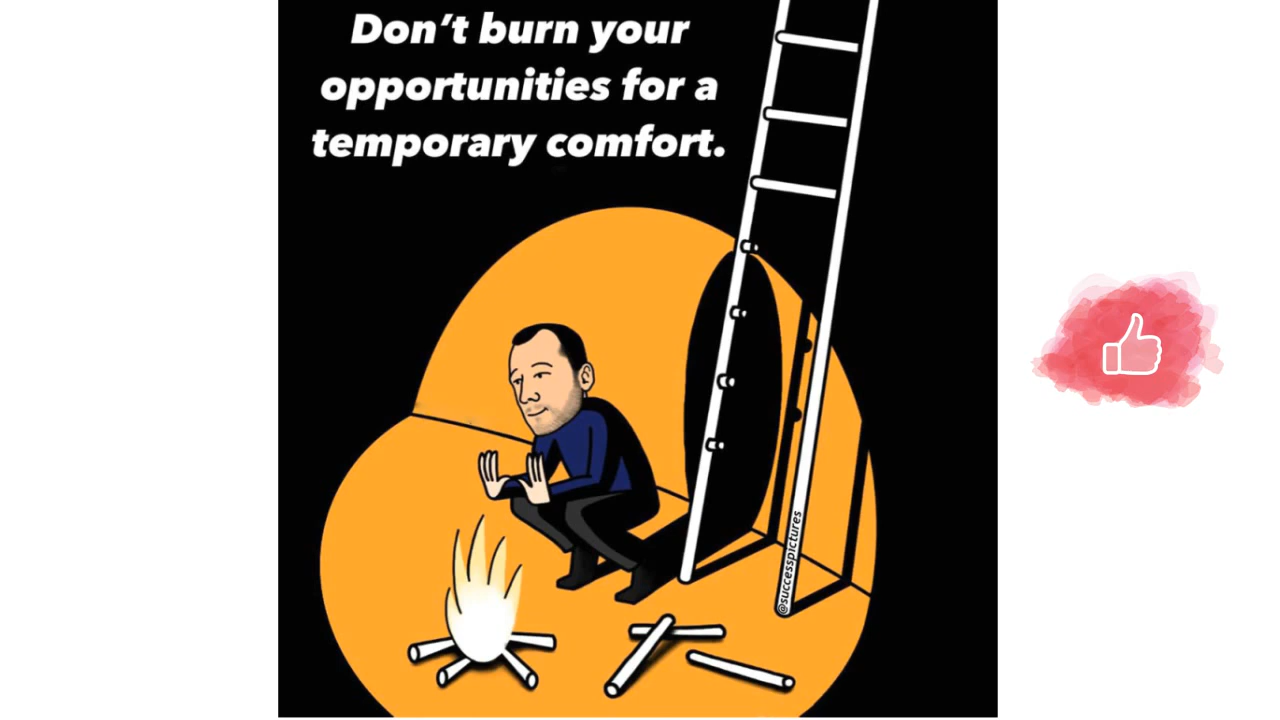 Don’t burn your
opportunities for a
temporary comfort.
@successpictures